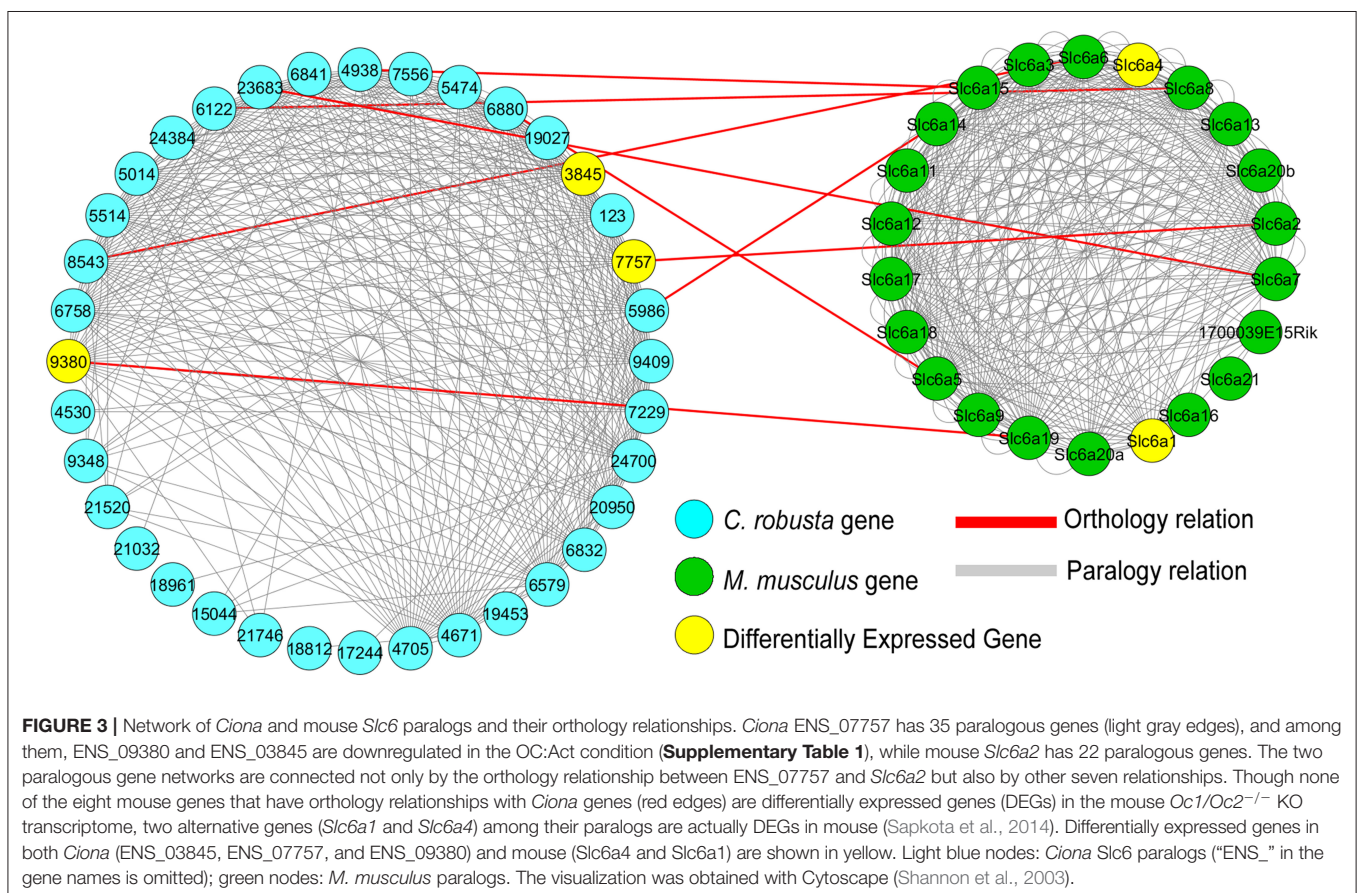 4938
7556
5474
6880
19027
3845
123
7757
5986
9409
7229
24700
20950
6832
6579
19453
4671
4705
17244
18812
21746
15044
18961
21032
21520
9348
4530
9380
6758
8543
5514
5014
24384
6122
23683
6841
Slc6a6
Slc6a4
Slc6a8
Slc6a13
Slc6a20b
Slc6a2
Slc6a7
1700039E15Rik
Slc6a21
Slc6a16
Slc6a1
Slc6a20a
Slc6a19
Slc6a9
Slc6a5
Slc6a18
Slc6a17
Slc6a12
Slc6a11
Slc6a14
Slc6a15
Slc6a3
C. robusta gene
M. musculus gene
Differentially Expressed Gene
Orthology relation
Paralogy relation
FIGURE 3 | Network of Ciona and mouse Slc6 paralogs and their orthology relationships. Ciona ENS_07757 has 35 paralogous genes (light gray edges), and among
them, ENS_09380 and ENS_03845 are downregulated in the OC:Act condition (Supplementary Table 1), while mouse Slc6a2 has 22 paralogous genes. The two
paralogous gene networks are connected not only by the orthology relationship between ENS_07757 and Slc6a2 but also by other seven relationships. Though none
of the eight mouse genes that have orthology relationships with Ciona genes (red edges) are differentially expressed genes (DEGs) in the mouse Oc1/Oc2−/− KO
transcriptome, two alternative genes (Slc6a1 and Slc6a4) among their paralogs are actually DEGs in mouse (Sapkota et al., 2014). Differentially expressed genes in
both Ciona (ENS_03845, ENS_07757, and ENS_09380) and mouse (Slc6a4 and Slc6a1) are shown in yellow. Light blue nodes: Ciona Slc6 paralogs (“ENS_” in the
gene names is omitted); green nodes: M. musculus paralogs. The visualization was obtained with Cytoscape (Shannon et al., 2003).